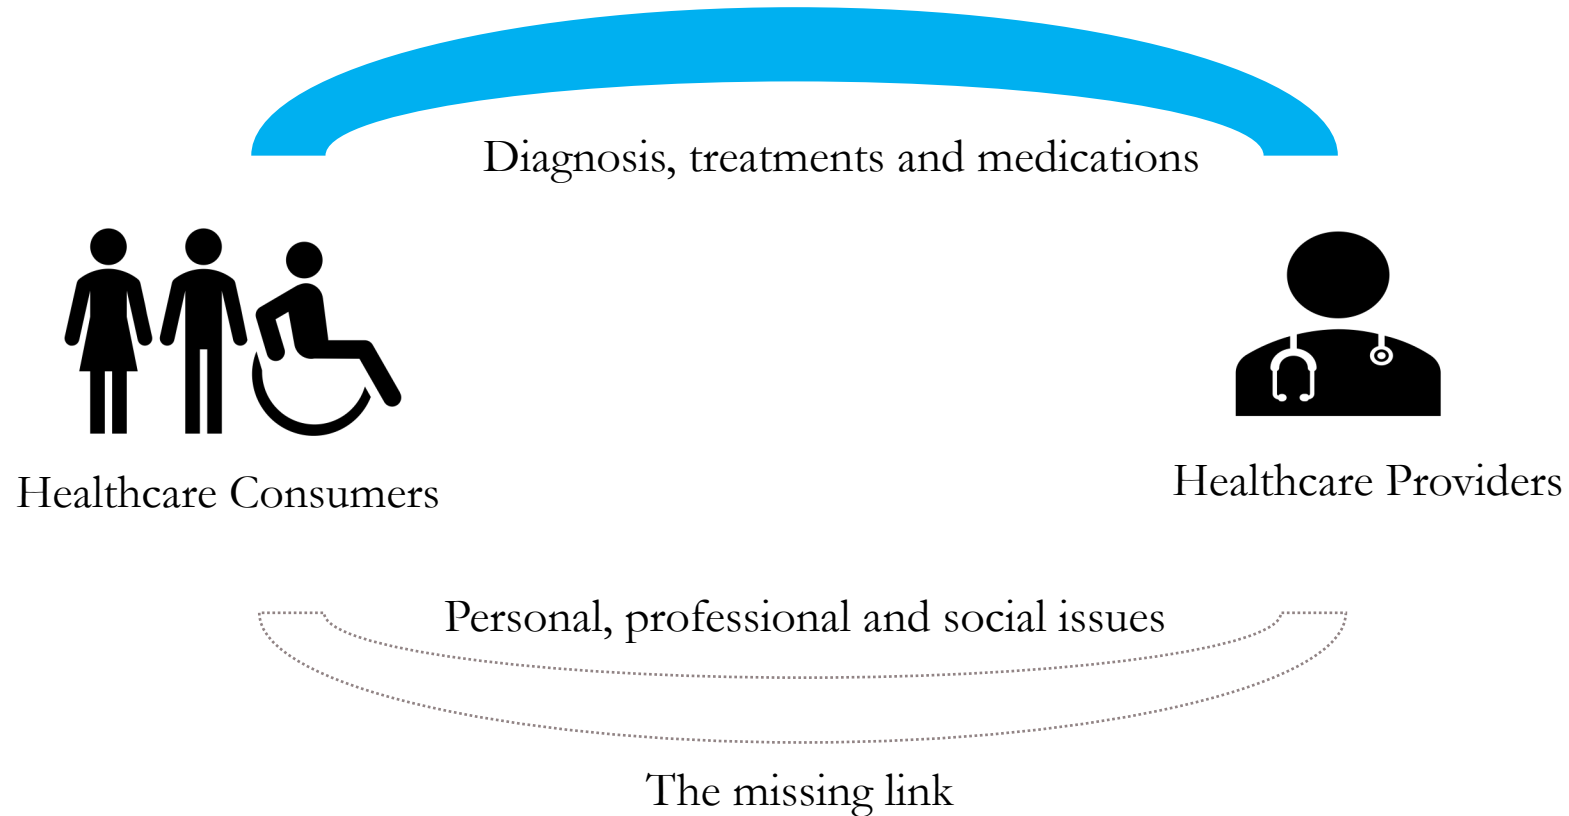 Diagnosis, treatments and medications
Healthcare Consumers
Healthcare Providers
Personal, professional and social issues
The missing link